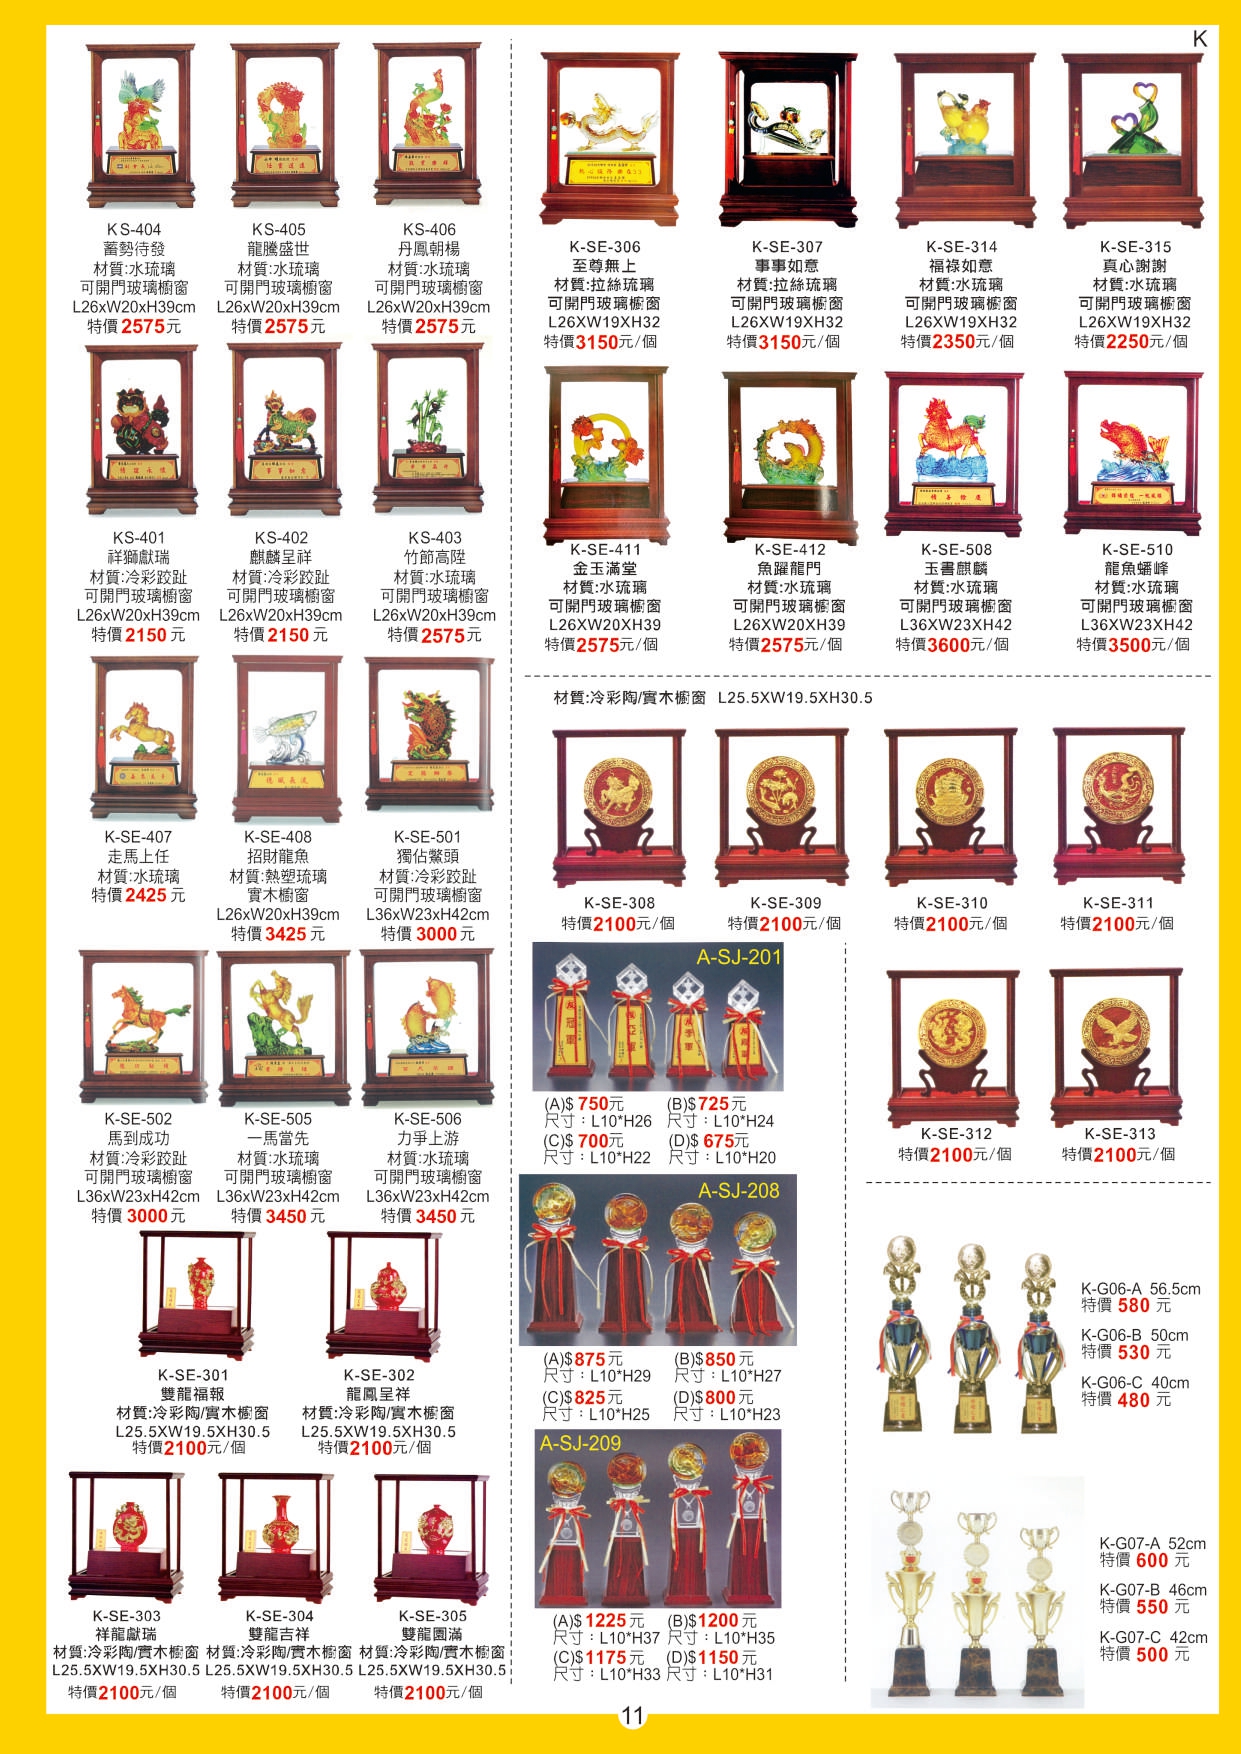 K
KS-404
蓄勢待發
材質:水琉璃
可開門玻璃櫥窗
L26xW20xH39cm
特價2575元
KS-405
龍騰盛世
材質:水琉璃
可開門玻璃櫥窗
L26xW20xH39cm
特價2575元
KS-406
丹鳳朝楊
材質:水琉璃
可開門玻璃櫥窗
L26xW20xH39cm
特價2575元
KS-401
祥獅獻瑞
材質:冷彩跤趾
可開門玻璃櫥窗
L26xW20xH39cm
特價2150元
KS-402
麒麟呈祥
材質:冷彩跤趾
可開門玻璃櫥窗
L26xW20xH39cm
特價2150元
KS-403
竹節高陞
材質:水琉璃
可開門玻璃櫥窗
L26xW20xH39cm
特價2575元
K-SE-407
走馬上任
材質:水琉璃
特價2425元
K-SE-408
招財龍魚
材質:熱塑琉璃
實木櫥窗
L26xW20xH39cm
特價3425元
K-SE-501
獨佔鰲頭
材質:冷彩跤趾
可開門玻璃櫥窗
L36xW23xH42cm
特價3000元
K-SE-502
馬到成功
材質:冷彩跤趾
可開門玻璃櫥窗
L36xW23xH42cm
特價3000元
K-SE-505
一馬當先
材質:水琉璃
可開門玻璃櫥窗
L36xW23xH42cm
特價3450元
K-SE-506
力爭上游
材質:水琉璃
可開門玻璃櫥窗
L36xW23xH42cm
特價3450元
K-SE-301
雙龍福報
材質:冷彩陶/實木櫥窗
L25.5XW19.5XH30.5
特價2100元/個
K-SE-302
龍鳳呈祥
材質:冷彩陶/實木櫥窗
L25.5XW19.5XH30.5
特價2100元/個
K-SE-303
祥龍獻瑞
材質:冷彩陶/實木櫥窗
L25.5XW19.5XH30.5
特價2100元/個
K-SE-304
雙龍吉祥
材質:冷彩陶/實木櫥窗
L25.5XW19.5XH30.5
特價2100元/個
K-SE-305
雙龍圓滿
材質:冷彩陶/實木櫥窗
L25.5XW19.5XH30.5
特價2100元/個
K-SE-306
至尊無上
材質:拉絲琉璃
可開門玻璃櫥窗
L26XW19XH32
特價3150元/個
K-SE-307
事事如意
材質:拉絲琉璃
可開門玻璃櫥窗
L26XW19XH32
特價3150元/個
K-SE-314
福祿如意
材質:水琉璃
可開門玻璃櫥窗
L26XW19XH32
特價2350元/個
K-SE-315
真心謝謝
材質:水琉璃
可開門玻璃櫥窗
L26XW19XH32
特價2250元/個
K-SE-411
金玉滿堂
材質:水琉璃
可開門玻璃櫥窗
L26XW20XH39
特價2575元/個
K-SE-412
魚躍龍門
材質:水琉璃
可開門玻璃櫥窗
L26XW20XH39
特價2575元/個
K-SE-508
玉書麒麟
材質:水琉璃
可開門玻璃櫥窗
L36XW23XH42
特價3600元/個
K-SE-510
龍魚蟠峰
材質:水琉璃
可開門玻璃櫥窗
L36XW23XH42
特價3500元/個
材質:冷彩陶/實木櫥窗 L25.5XW19.5XH30.5
K-SE-308
特價2100元/個
K-SE-309
特價2100元/個
K-SE-310
特價2100元/個
K-SE-311
特價2100元/個
K-SE-312
特價2100元/個
K-SE-313
特價2100元/個
A-SJ-201
冠軍
亞軍
季軍
(A)$ 750元
尺寸：L10*H26
(B)$ 725元
尺寸：L10*H24
(C)$ 700元
尺寸：L10*H22
(D)$ 675元
尺寸：L10*H20
A-SJ-208
(A)$875元
尺寸：L10*H29
(B)$850元
尺寸：L10*H27
(C)$825元
尺寸：L10*H25
(D)$800元
尺寸：L10*H23
A-SJ-209
(A)$1225元
尺寸：L10*H37
(B)$1200元
尺寸：L10*H35
(C)$1175元
尺寸：L10*H33
(D)$1150元
尺寸：L10*H31
K-G06-A 56.5cm
特價 580 元
K-G06-B 50cm
特價 530 元
K-G06-C 40cm
特價 480 元
K-G07-A 52cm
特價 600 元
K-G07-B 46cm
特價 550 元
K-G07-C 42cm
特價 500 元
11